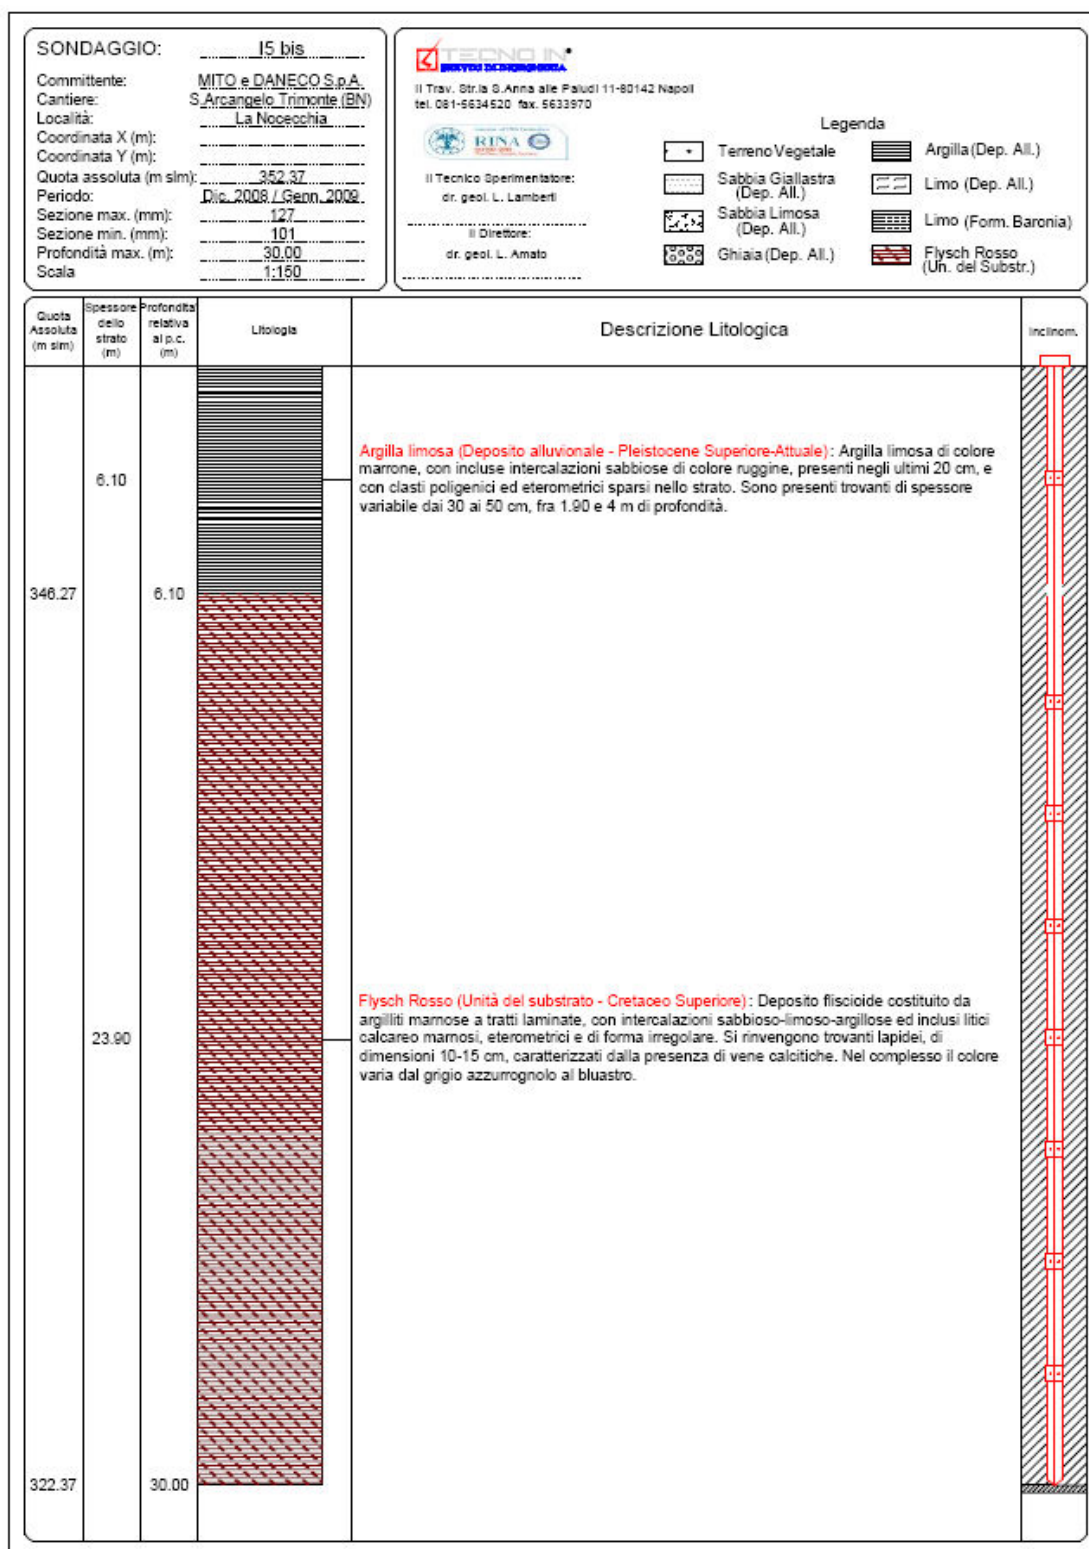 SONDAGGIO: I5 bis
Committente: MITO e DANECO S.p.A.
Cantiere: S.Arcangelo Trimonte (BN)
Località: La Nocecchia
Coordinata X (m):
Coordinata Y (m):
Quota assoluta (m slm): 352.37
Periodo: Dic. 2008 / Genn. 2009
Sezione max. (mm): 127
Sezione min. (mm): 101
Profondità max. (m): 30.00
Scala 1:150
TECNO IN
II Trav. Str.la S.Anna alle Paludi 11-80142 Napoli
tel. 081-5634520 fax. 5633970
RINA
Il Tecnico Sperimentatore:
dr. geol. L. Lamberti
Il Direttore:
dr. geol. L. Amato
Legenda
Terreno Vegetale
Sabbia Giallastra
(Dep. All.)
Sabbia Limosa
(Dep. All.)
Ghiaia (Dep. All.)
Argilla (Dep. All.)
Limo (Dep. All.)
Limo (Form. Baronia)
Flysch Rosso
(Un. del Substr.)
Quota
Assoluta
(m slm)
Spessore
dello
strato
(m)
Profondita'
relativa
al p.c.
(m)
Litologia
Descrizione Litologica
Inclinom.
Argilla limosa (Deposito alluvionale - Pleistocene Superiore-Attuale): Argilla limosa di colore
marrone, con incluse intercalazioni sabbiose di colore ruggine, presenti negli ultimi 20 cm, e
con clasti poligenici ed eterometrici sparsi nello strato. Sono presenti trovanti di spessore
variabile dai 30 ai 50 cm, fra 1.90 e 4 m di profondità.
6.10
346.27
6.10
Flysch Rosso (Unità del substrato - Cretaceo Superiore): Deposito fliscioide costituito da
argilliti marnose a tratti laminate, con intercalazioni sabbioso-limoso-argillose ed inclusi litici
calcareo marnosi, eterometrici e di forma irregolare. Si rinvengono trovanti lapidei, di
dimensioni 10-15 cm, caratterizzati dalla presenza di vene calcitiche. Nel complesso il colore
varia dal grigio azzurrognolo al bluastro.
23.90
322.37
30.00